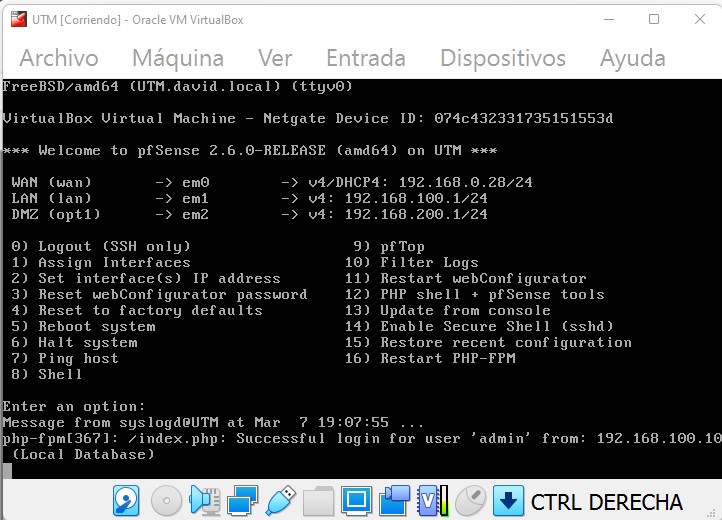 UTM [Corriendo] - Oracle VM VirtualBox
Archivo Máquina Ver Entrada Dispositivos Ayuda
FreeBSD/amd64 (UTM.david.local) (ttyv0)
VirtualBox Virtual Machine - Netgate Device ID: 074c432331735151553d
*** Welcome to pfSense 2.6.0-RELEASE (amd64) on UTM ***
WAN (wan) -> em0 -> v4/DHCP4: 192.168.0.28/24
LAN (lan) -> em1 -> v4: 192.168.100.1/24
DMZ (opt1) -> em2 -> v4: 192.168.200.1/24
0) Logout (SSH only) 9) pfTop
1) Assign Interfaces 10) Filter Logs
2) Set interface(s) IP address 11) Restart webConfigurator
3) Reset webConfigurator password 12) PHP shell + pfSense tools
4) Reset to factory defaults 13) Update from console
5) Reboot system 14) Enable Secure Shell (sshd)
6) Halt system 15) Restore recent configuration
7) Ping host 16) Restart PHP-FPM
8) Shell
Enter an option:
Message from syslogd@UTM at Mar 7 19:07:55 ...
php-fpm[367]: /index.php: Successful login for user 'admin' from: 192.168.100.10
(Local Database)
CTRL DERECHA